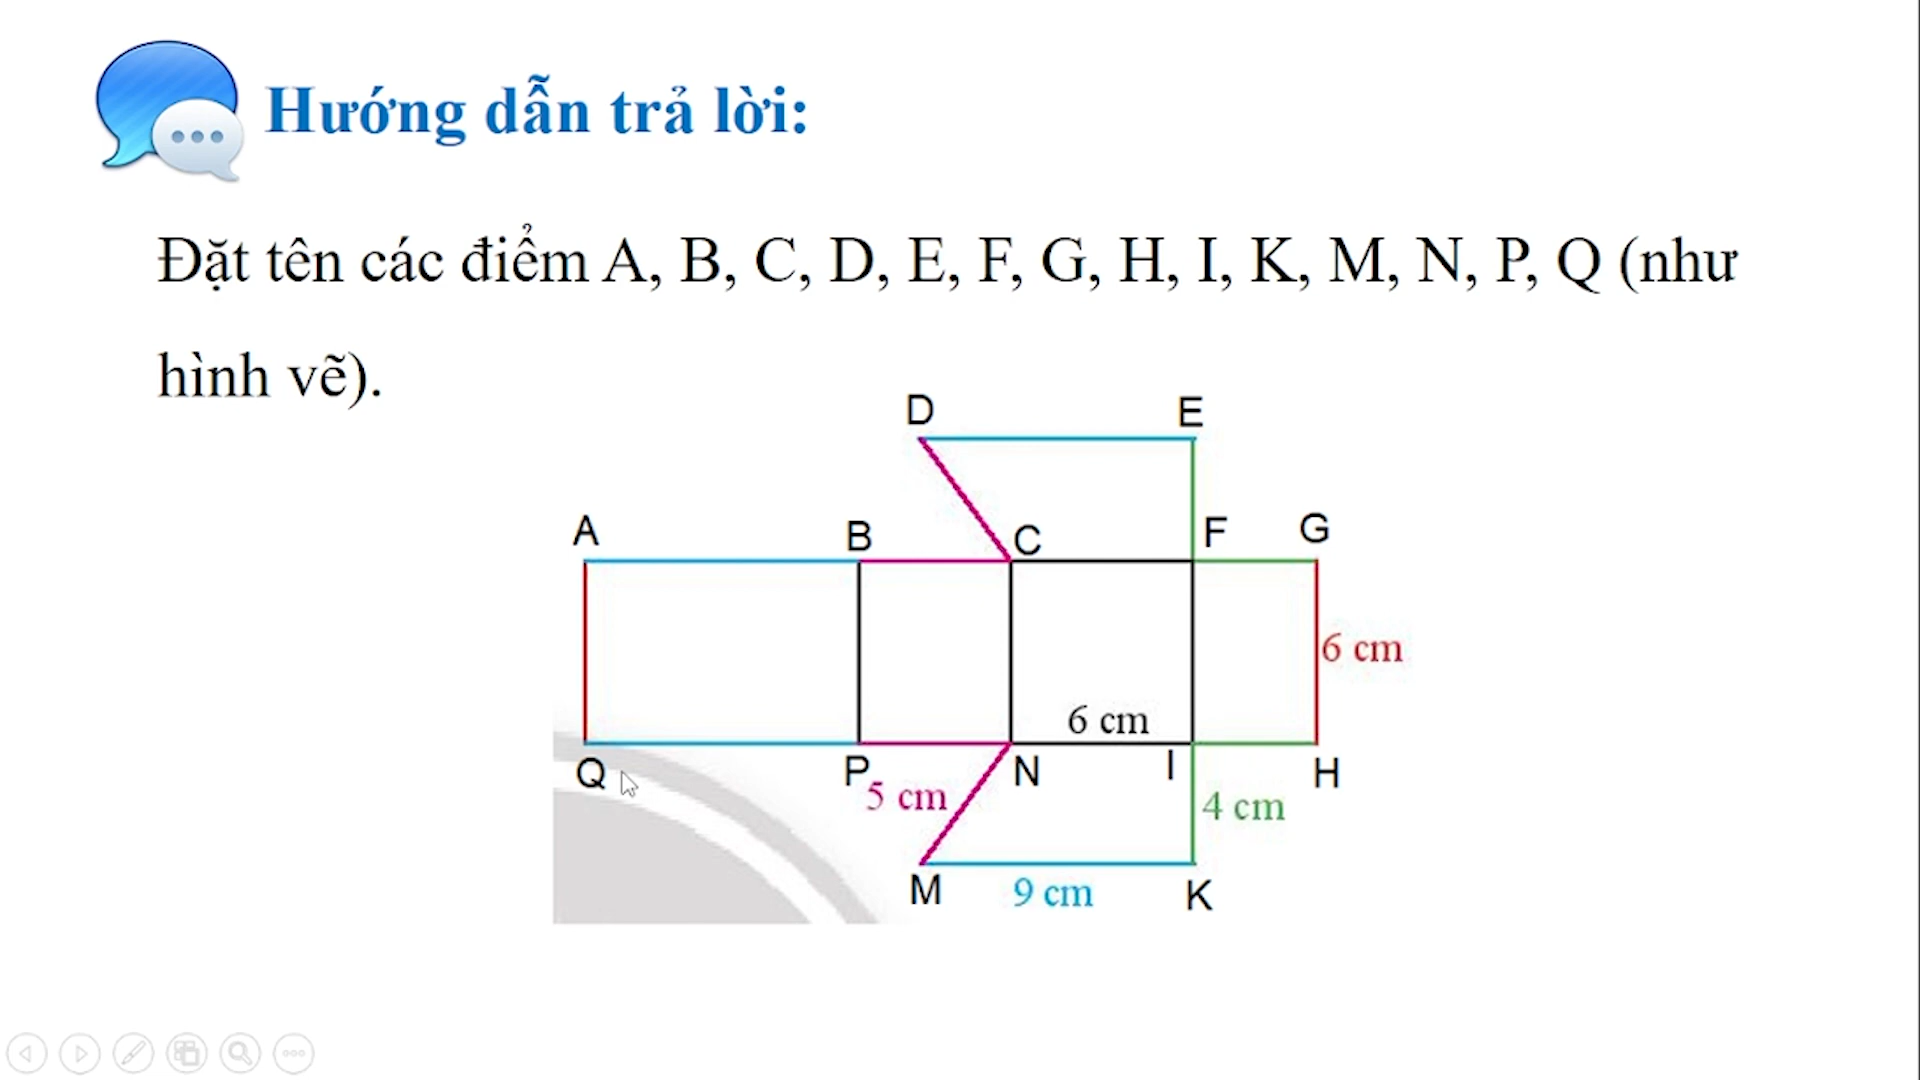 Hướng dẫn trả lời:
Đặt tên các điểm A, B, C, D, E, F, G, H, I, K, M, N, P, Q (như
hình vẽ).
D E
A B C F G
6 cm
6 cm
Q P N I H
5 cm 4 cm
M 9 cm K